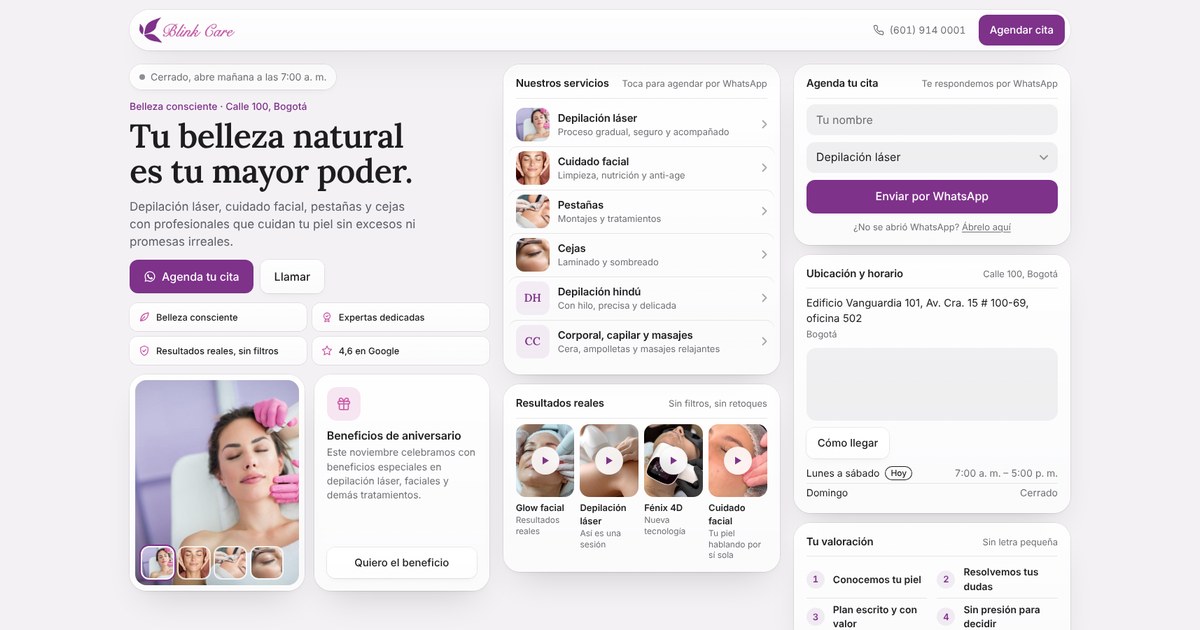 Blink Care
(601) 914 0001
Agendar cita
Cerrado, abre mañana a las 7:00 a. m.
Belleza consciente · Calle 100, Bogotá
Tu belleza natural
es tu mayor poder.
Depilación láser, cuidado facial, pestañas y cejas
con profesionales que cuidan tu piel sin excesos ni
promesas irreales.
Agenda tu cita
Llamar
Belleza consciente
Expertas dedicadas
Resultados reales, sin filtros
4,6 en Google
Beneficios de aniversario
Este noviembre celebramos con
beneficios especiales en
depilación láser, faciales y
demás tratamientos.
Quiero el beneficio
Nuestros servicios
Toca para agendar por WhatsApp
Depilación láser
Proceso gradual, seguro y acompañado
Cuidado facial
Limpieza, nutrición y anti-age
Pestañas
Montajes y tratamientos
Cejas
Laminado y sombreado
DH
Depilación hindú
Con hilo, precisa y delicada
CC
Corporal, capilar y masajes
Cera, ampolletas y masajes relajantes
Resultados reales
Sin filtros, sin retoques
Glow facial
Resultados
reales
Depilación
láser
Así es una
sesión
Fénix 4D
Nueva
tecnología
Cuidado
facial
Tu piel
hablando por
sí sola
Agenda tu cita
Te respondemos por WhatsApp
Tu nombre
Depilación láser
Enviar por WhatsApp
¿No se abrió WhatsApp? Ábrelo aquí
Ubicación y horario
Calle 100, Bogotá
Edificio Vanguardia 101, Av. Cra. 15 # 100-69,
oficina 502
Bogotá
Cómo llegar
Lunes a sábado Hoy 7:00 a. m. – 5:00 p. m.
Domingo Cerrado
Tu valoración
Sin letra pequeña
1 Conocemos tu piel
2 Resolvemos tus
dudas
3 Plan escrito y con
valor
4 Sin presión para
decidir